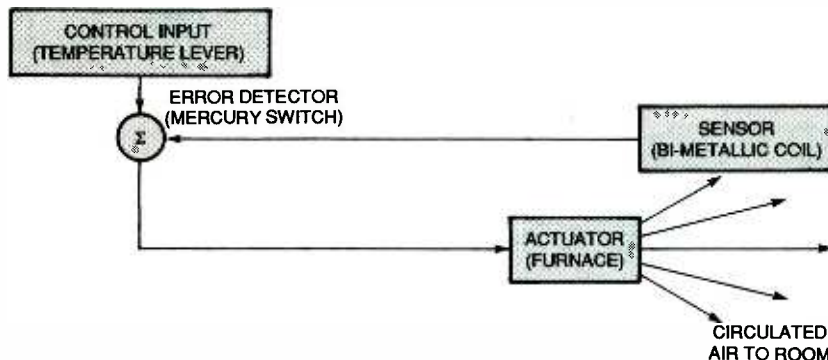 CONTROL INPUT
(TEMPERATURE LEVER)
ERROR DETECTOR
(MERCURY SWITCH)
Σ
SENSOR
(BI-METALLIC COIL)
ACTUATOR
(FURNACE)
CIRCULATED
AIR TO ROOM